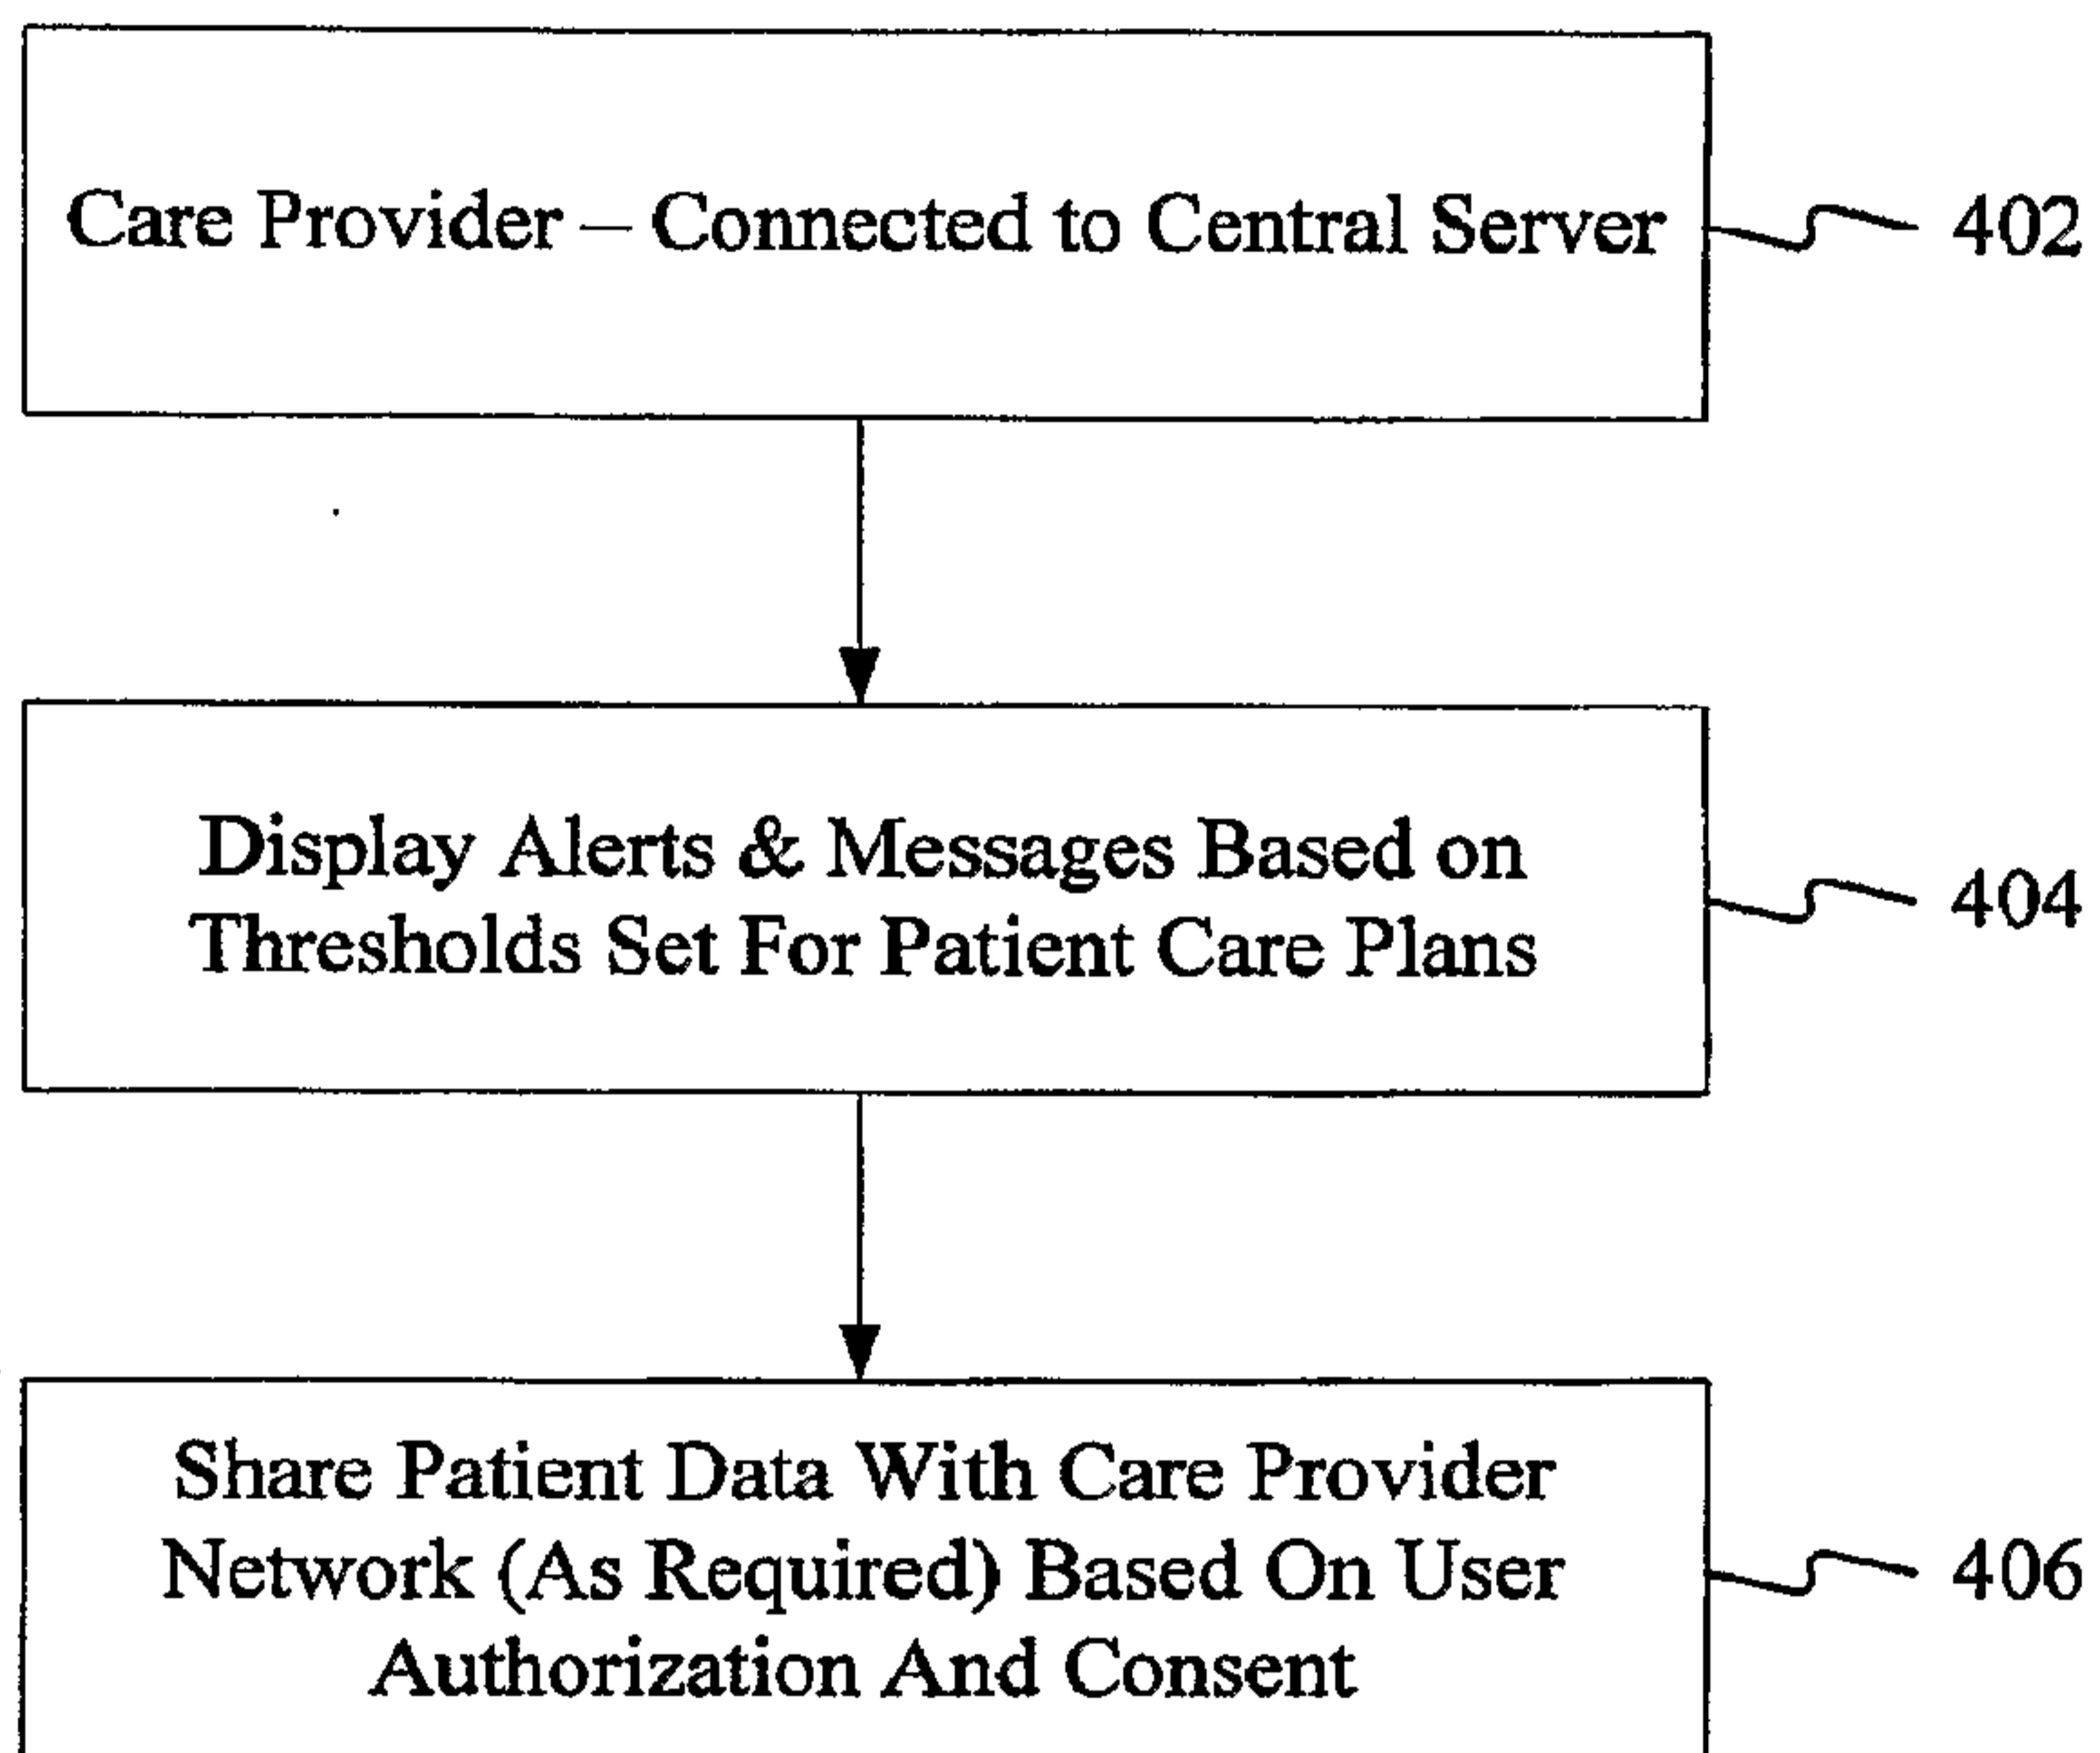 Care Provider – Connected to Central Server
402
Display Alerts & Messages Based on
Thresholds Set For Patient Care Plans
404
Share Patient Data With Care Provider
Network (As Required) Based On User
Authorization And Consent
406